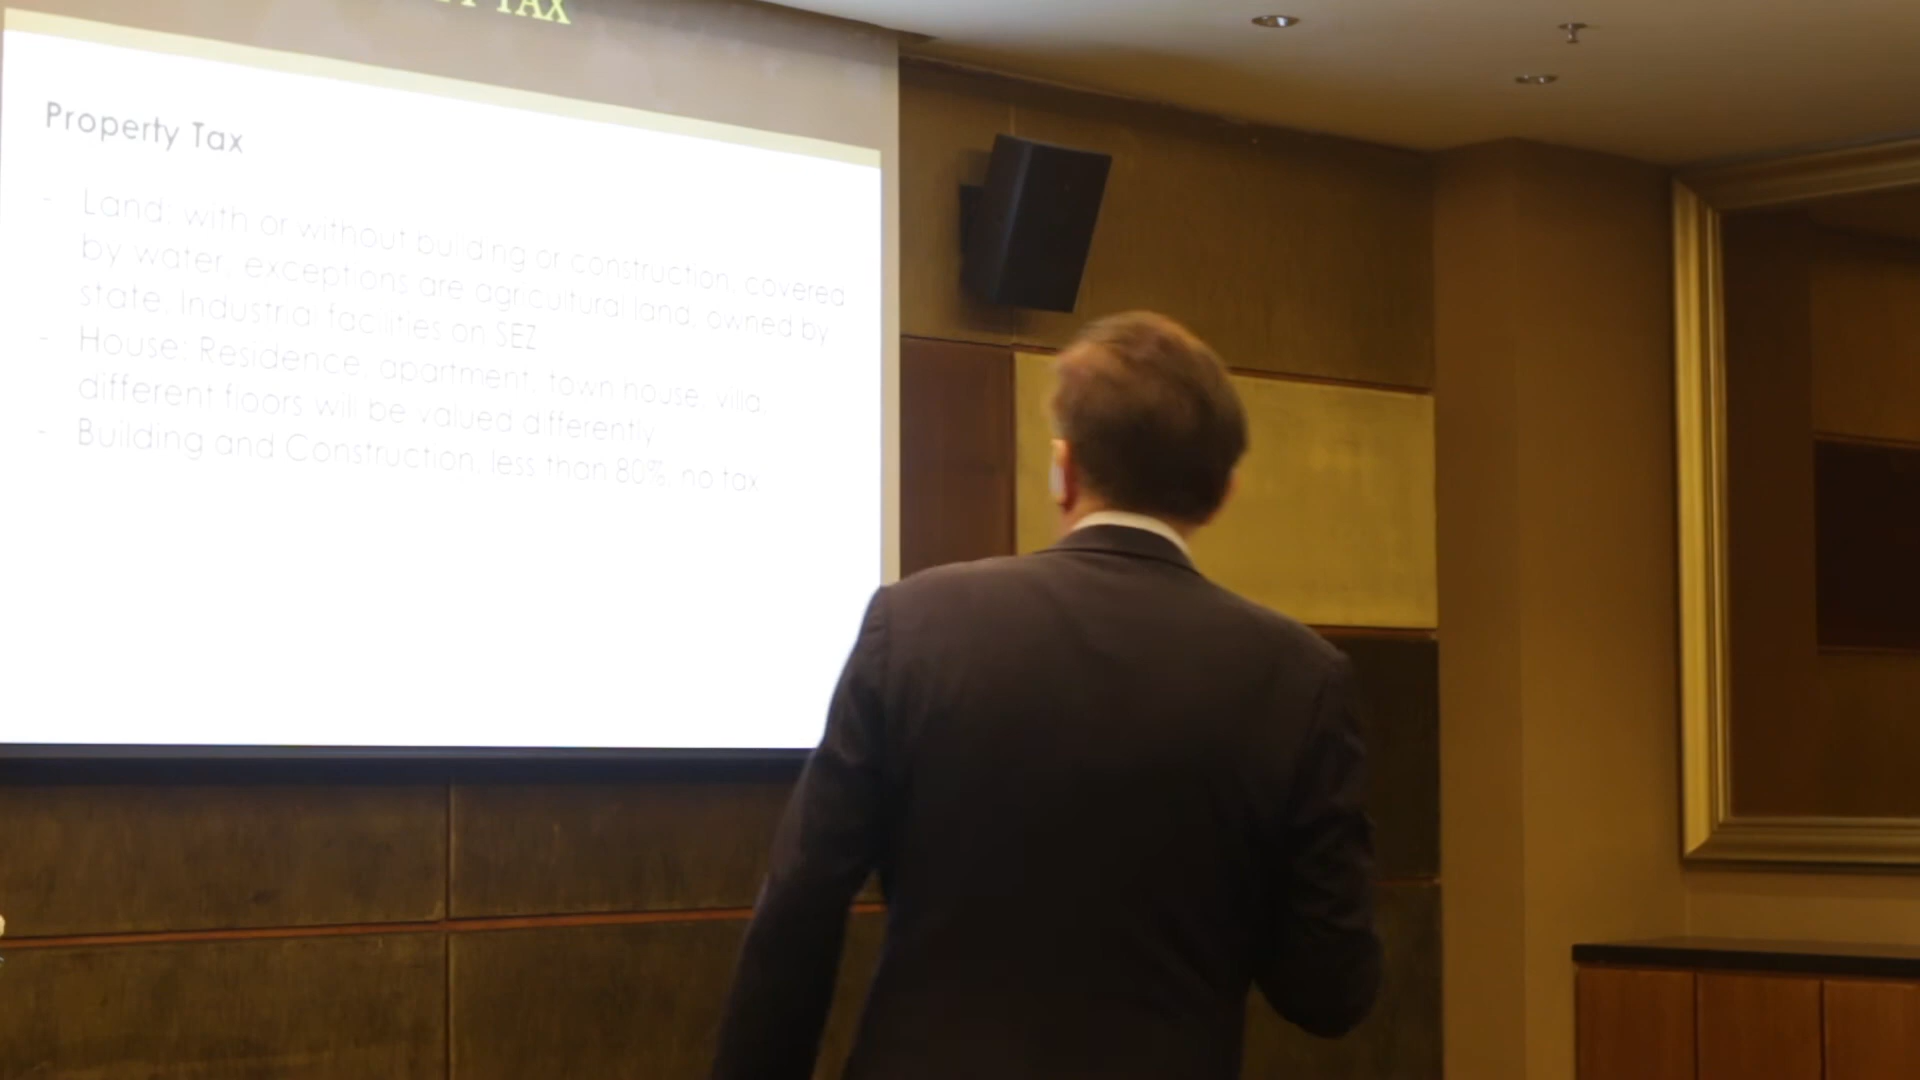 TAX
Property Tax
- Land: with or without building or construction, covered
by water, exceptions are agricultural land, owned by
state, Industrial facilities on SEZ
- House: Residence, apartment, town house, villa,
different floors will be valued differently
- Building and Construction, less than 80%, no tax